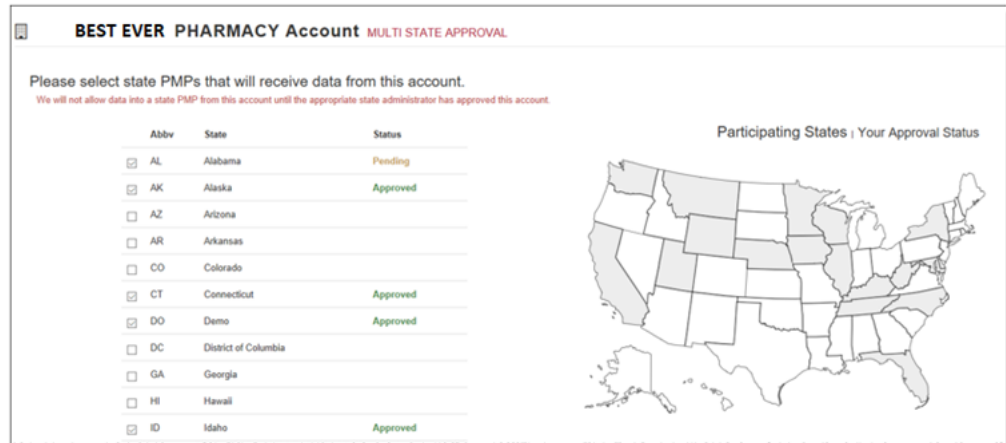 BEST EVER PHARMACY Account MULTI STATE APPROVAL
Please select state PMPs that will receive data from this account.
We will not allow data into a state PMP from this account until the appropriate state administrator has approved this account.
Abbv State Status
AL Alabama Pending
AK Alaska Approved
AZ Arizona
AR Arkansas
CO Colorado
CT Connecticut Approved
DO Demo Approved
DC District of Columbia
GA Georgia
HI Hawaii
ID Idaho Approved
Participating States | Your Approval Status